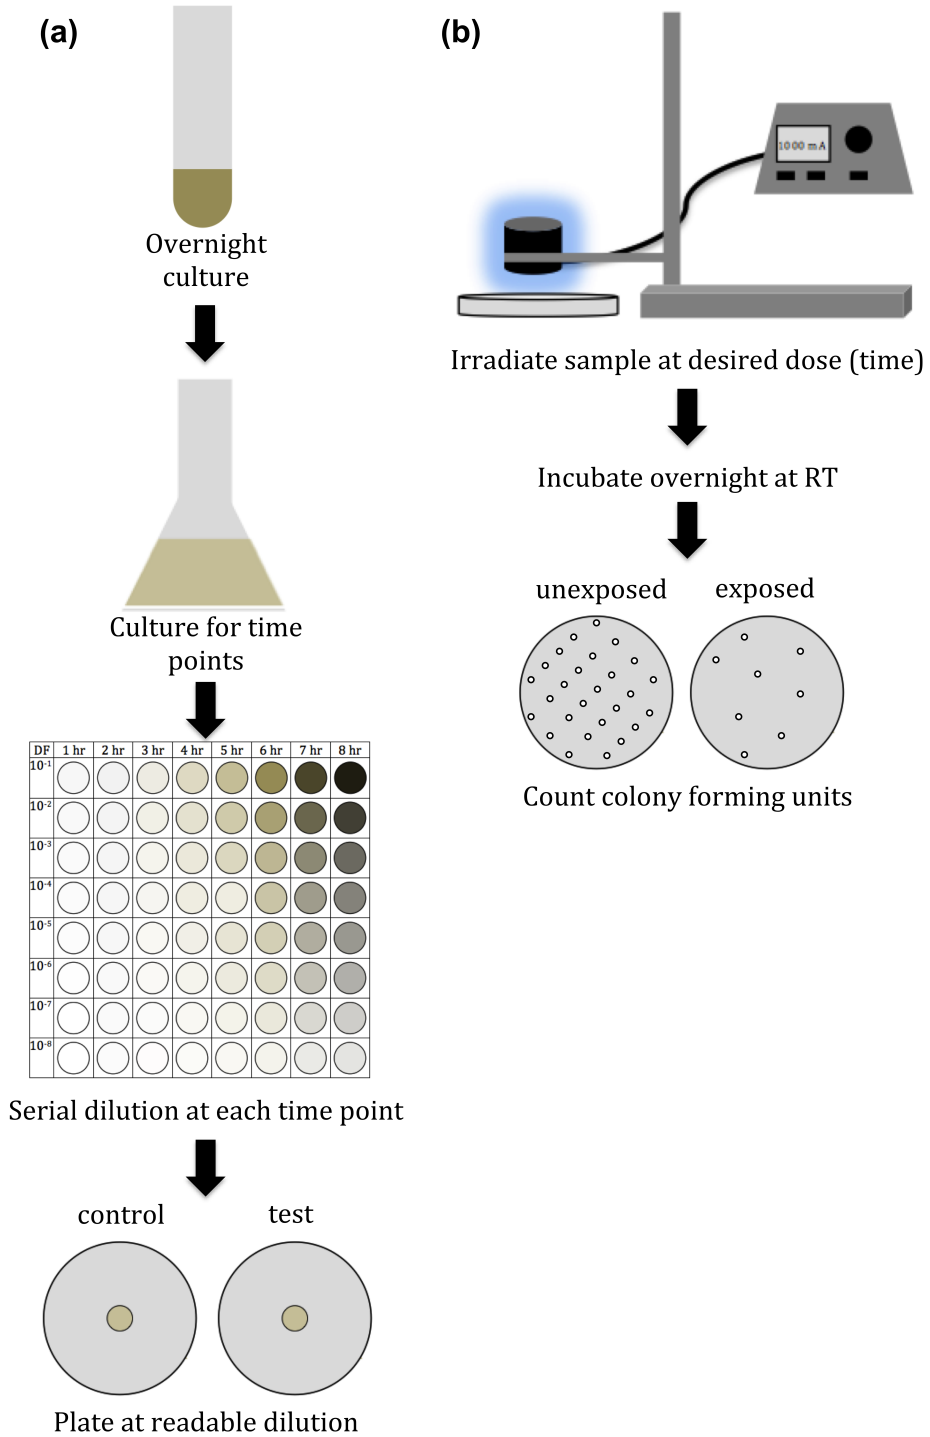 (a)
Overnight
culture
Culture for time
points
DF 1 hr 2 hr 3 hr 4 hr 5 hr 6 hr 7 hr 8 hr
10-1
10-2
10-3
10-4
10-5
10-6
10-7
10-8
Serial dilution at each time point
control test
Plate at readable dilution
(b)
1000 mA
Irradiate sample at desired dose (time)
Incubate overnight at RT
unexposed exposed
Count colony forming units